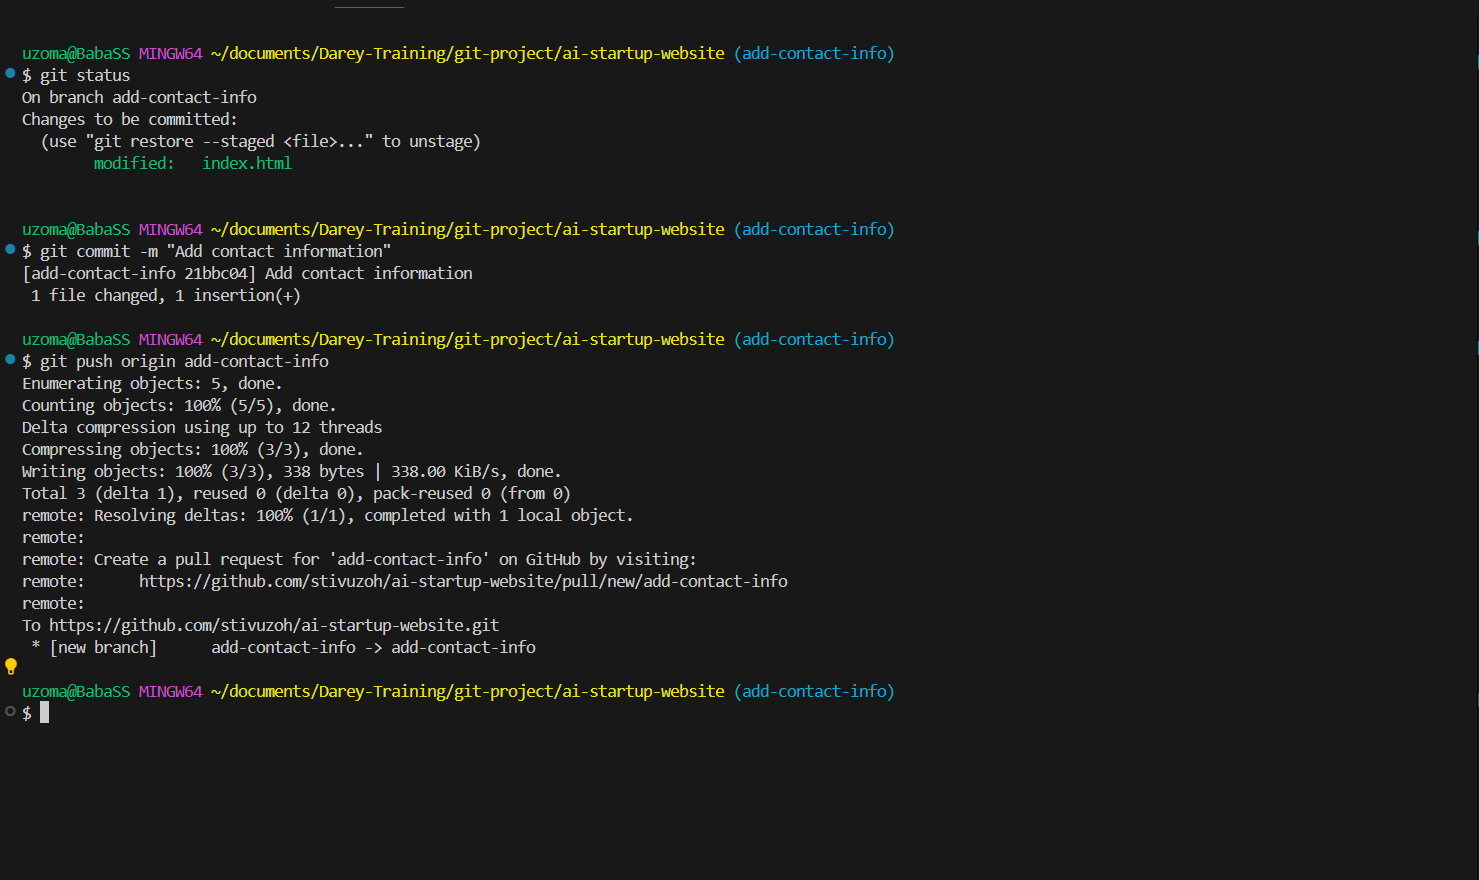 uzoma@BabaSS MINGW64 ~/documents/Darey-Training/git-project/ai-startup-website (add-contact-info)
$ git status
On branch add-contact-info
Changes to be committed:
  (use "git restore --staged <file>..." to unstage)
        modified:   index.html

uzoma@BabaSS MINGW64 ~/documents/Darey-Training/git-project/ai-startup-website (add-contact-info)
$ git commit -m "Add contact information"
[add-contact-info 21bbc04] Add contact information
 1 file changed, 1 insertion(+)

uzoma@BabaSS MINGW64 ~/documents/Darey-Training/git-project/ai-startup-website (add-contact-info)
$ git push origin add-contact-info
Enumerating objects: 5, done.
Counting objects: 100% (5/5), done.
Delta compression using up to 12 threads
Compressing objects: 100% (3/3), done.
Writing objects: 100% (3/3), 338 bytes | 338.00 KiB/s, done.
Total 3 (delta 1), reused 0 (delta 0), pack-reused 0 (from 0)
remote: Resolving deltas: 100% (1/1), completed with 1 local object.
remote:
remote: Create a pull request for 'add-contact-info' on GitHub by visiting:
remote:      https://github.com/stivuzoh/ai-startup-website/pull/new/add-contact-info
remote:
To https://github.com/stivuzoh/ai-startup-website.git
 * [new branch]      add-contact-info -> add-contact-info

uzoma@BabaSS MINGW64 ~/documents/Darey-Training/git-project/ai-startup-website (add-contact-info)
$